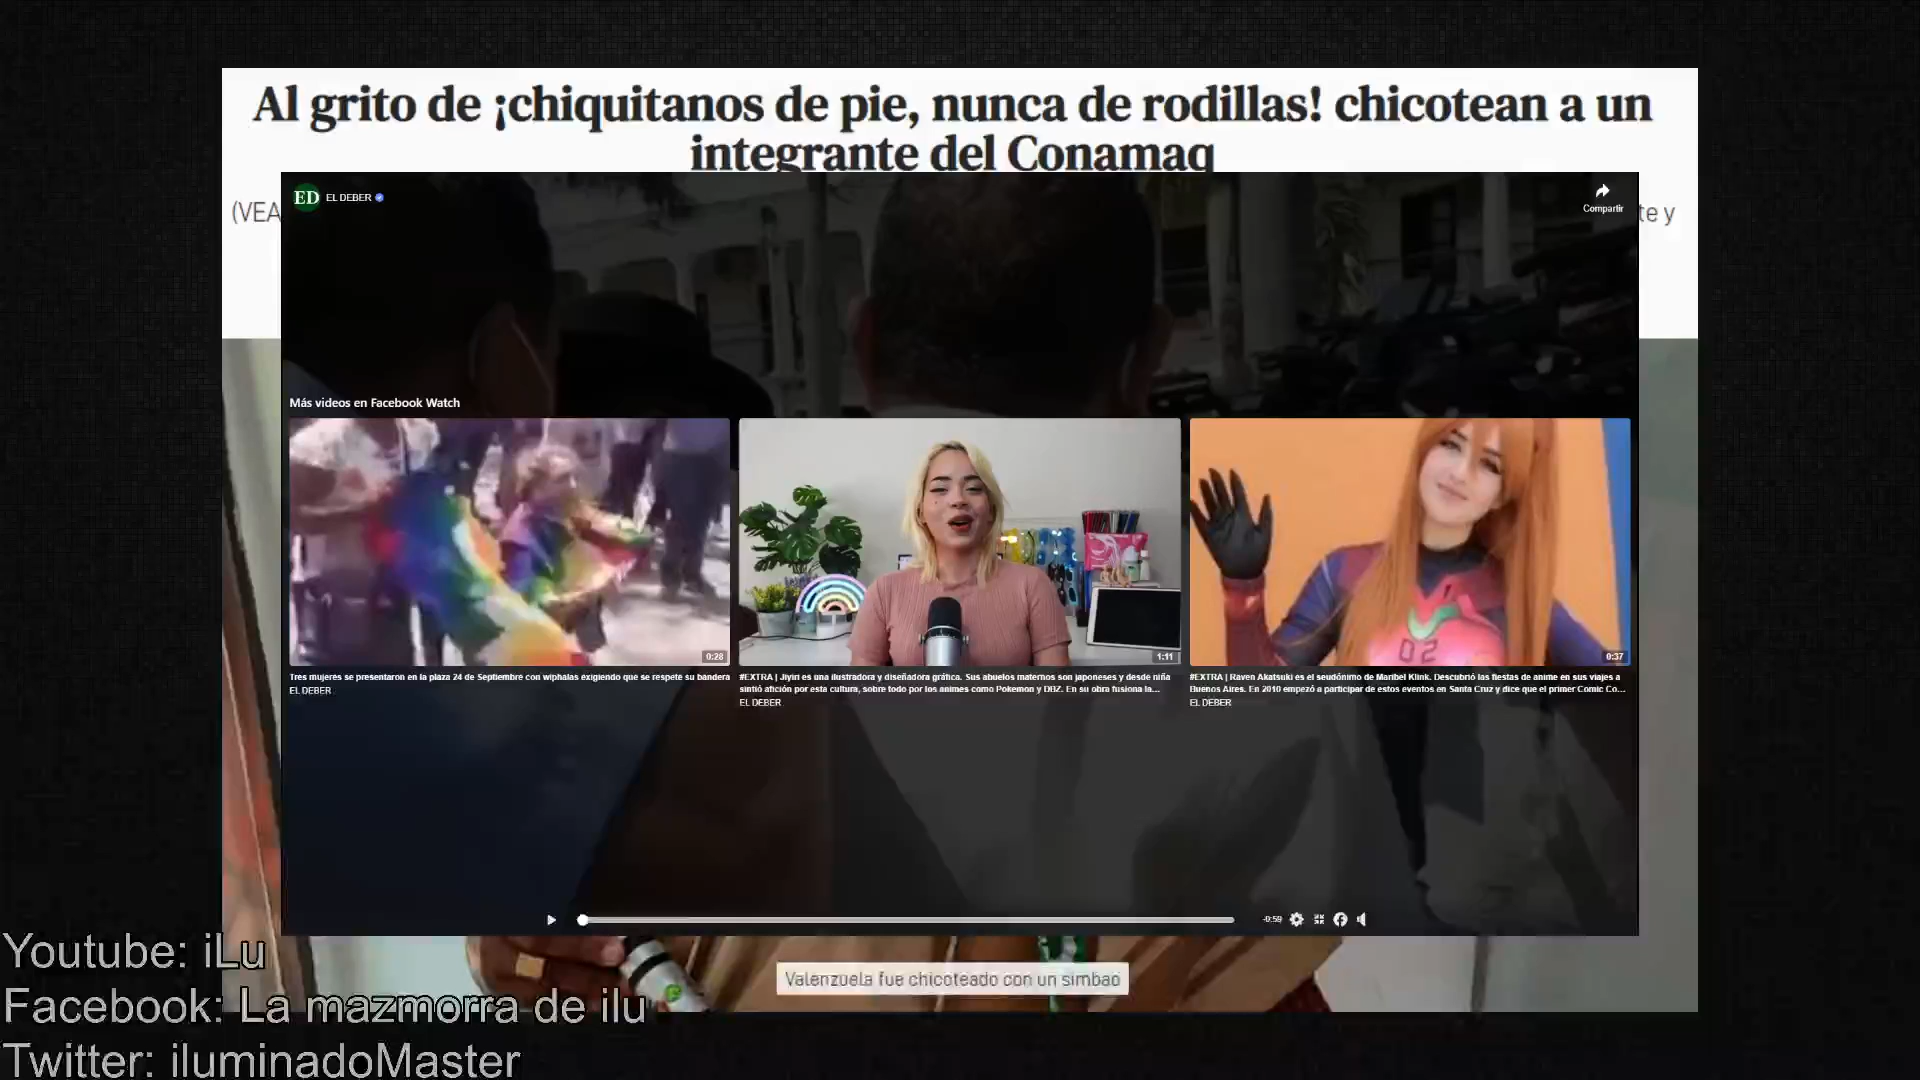 Al grito de ¡chiquitanos de pie, nunca de rodillas! chicotean a un
integrante del Conamaq
(VEA
te y
ED EL DEBER
Compartir
Más videos en Facebook Watch
02
0:28
1:11
0:37
Tres mujeres se presentaron en la plaza 24 de Septiembre con wiphalas exigiendo que se respete su bandera
EL DEBER
#EXTRA | Jiyiri es una ilustradora y diseñadora gráfica. Sus abuelos maternos son japoneses y desde niña
sintió afición por esta cultura, sobre todo por los animes como Pokemon y DBZ. En su obra fusiona la...
EL DEBER
#EXTRA | Raven Akatsuki es el seudónimo de Maribel Klink. Descubrió las fiestas de anime en sus viajes a
Buenos Aires. En 2010 empezó a participar de estos eventos en Santa Cruz y dice que el primer Comic Co...
EL DEBER
-0:59
Valenzuela fue chicoteado con un simbao
Youtube: iLu
Facebook: La mazmorra de ilu
Twitter: iluminadoMaster